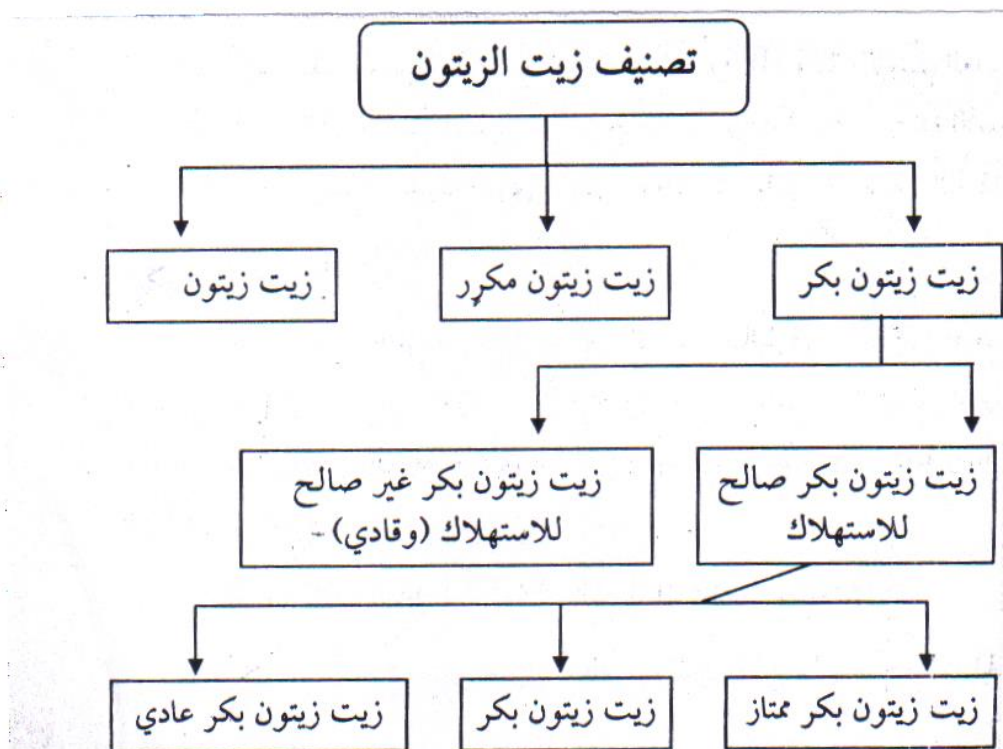 تصنيف زيت الزيتون
زيت زيتون بكر
زيت زيتون مكرر
زيت زيتون
زيت زيتون بكر صالح
للاستهلاك
زيت زيتون بكر غير صالح
للاستهلاك (وقادي) -
زيت زيتون بكر ممتاز
زيت زيتون بكر
زيت زيتون بكر عادي